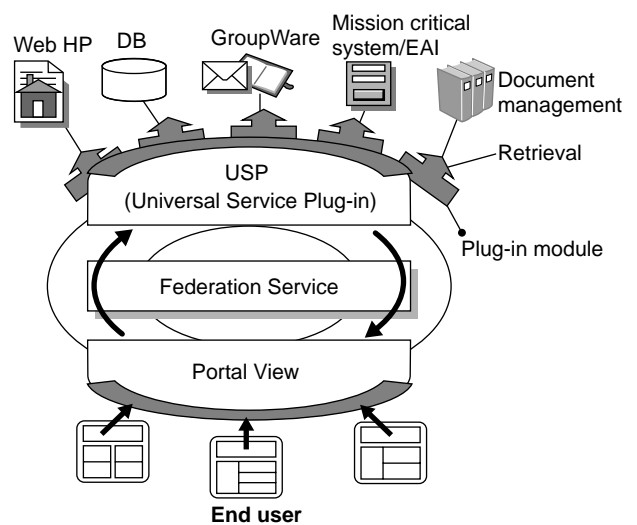 Web HP
DB
GroupWare
Mission critical
system/EAI
Document
management
Retrieval
USP
(Universal Service Plug-in)
Plug-in module
Federation Service
Portal View
End user